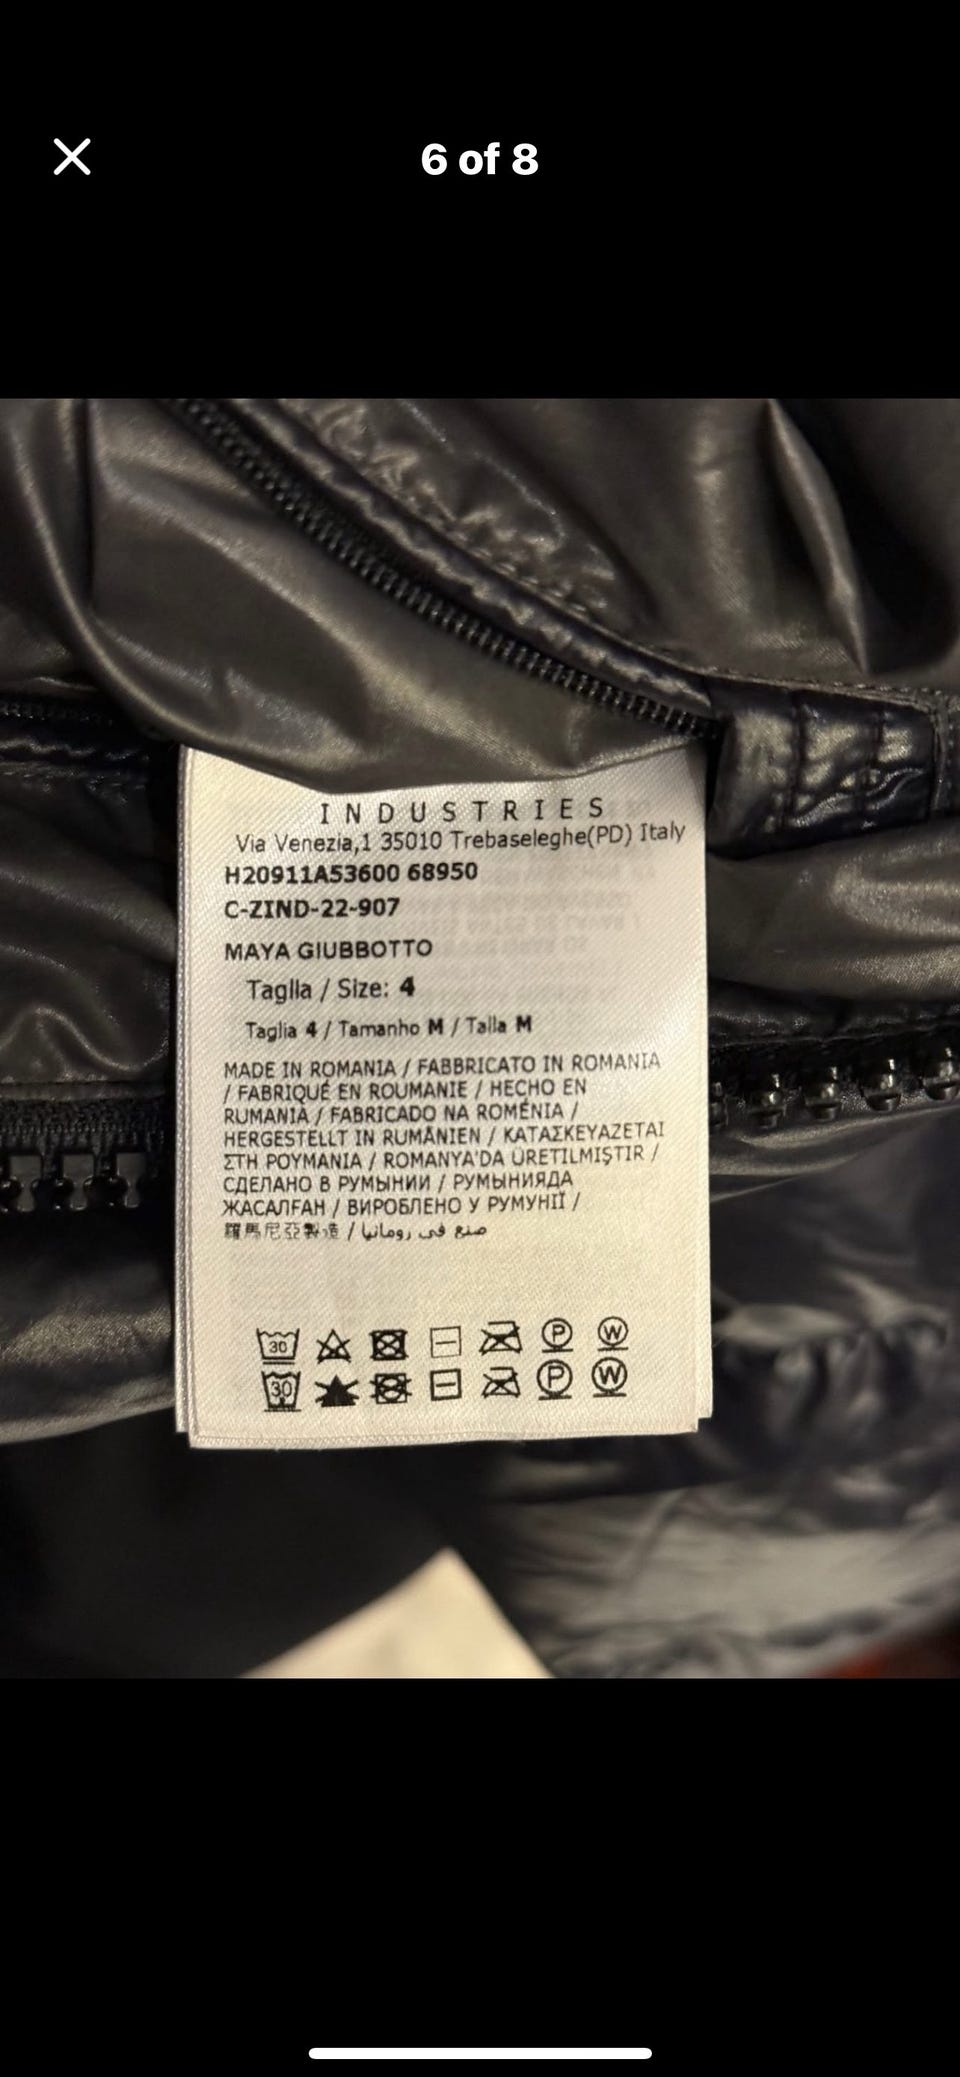 6 of 8
INDUSTRIES
Via Venezia,1 35010 Trebaseleghe(PD) Italy
H20911A53600 68950
C-ZIND-22-907
MAYA GIUBBOTTO
Taglia / Size: 4
Taglia 4 / Tamanho M / Talla M
MADE IN ROMANIA / FABBRICATO IN ROMANIA
/ FABRIQUÉ EN ROUMANIE / HECHO EN
RUMANIA / FABRICADO NA ROMÉNIA /
HERGESTELLT IN RUMÄNIEN / ΚΑΤΑΣΚΕΥΑΖΕΤΑΙ
ΣΤΗ ΡΟΥΜΑΝΙΑ / ROMANYA'DA ÜRETILMIŞTIR /
СДЕЛАНО В РУМЫНИИ / РУМЫНИЯДА
ЖАСАЛҒАН / ВИРОБЛЕНО У РУМУНІЇ /
羅馬尼亞製造 / صنع في رومانيا
30 P W
30 P W